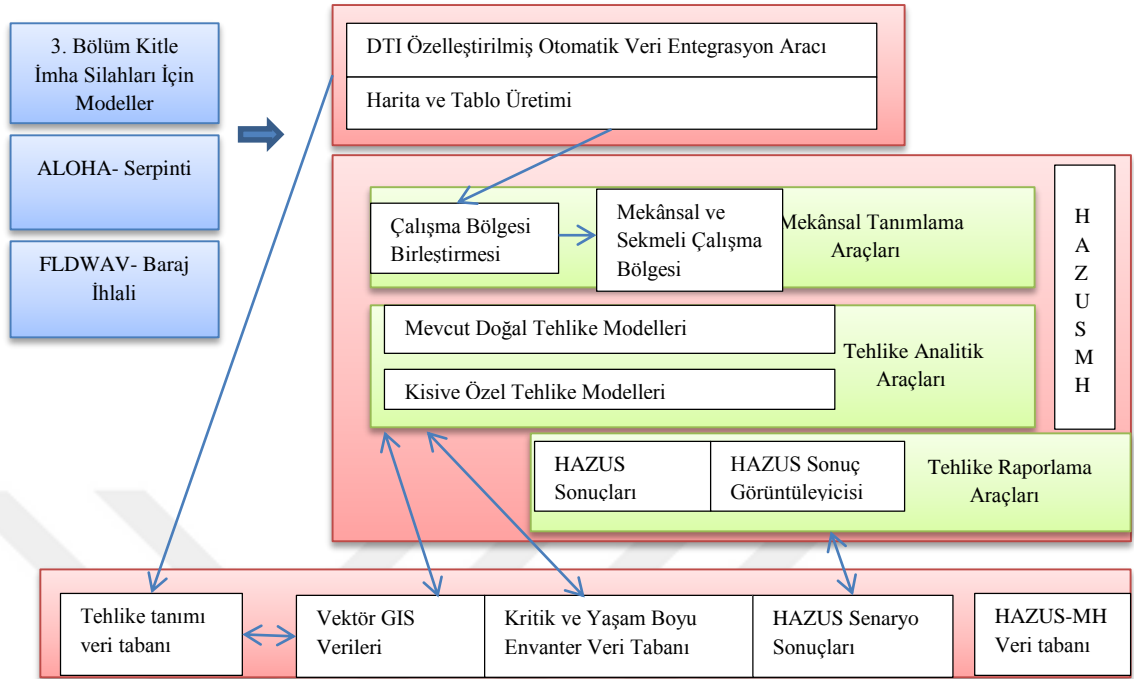 3. Bölüm Kitle
İmha Silahları İçin
Modeller
ALOHA- Serpinti
FLDWAV- Baraj
İhlali
DTI Özelleştirilmiş Otomatik Veri Entegrasyon Aracı
Harita ve Tablo Üretimi
Çalışma Bölgesi
Birleştirmesi
Mekânsal ve
Sekmeli Çalışma
Bölgesi
Mekânsal Tanımlama
Araçları
Mevcut Doğal Tehlike Modelleri
Kisive Özel Tehlike Modelleri
Tehlike Analitik
Araçları
HAZUS
Sonuçları
HAZUS Sonuç
Görüntülevicisi
Tehlike Raporlama
Araçları
H
A
Z
U
S
M
H
Tehlike tanımı
veri tabanı
Vektör GIS
Verileri
Kritik ve Yaşam Boyu
Envanter Veri Tabanı
HAZUS Senaryo
Sonuçları
HAZUS-MH
Veri tabanı